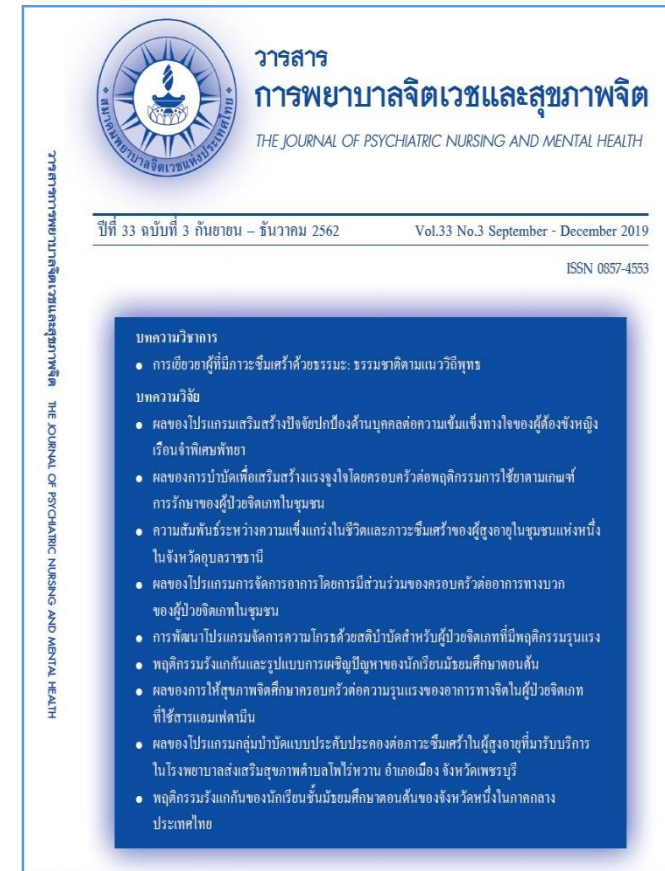 วารสาร
การพยาบาลจิตเวชและสุขภาพจิต
THE JOURNAL OF PSYCHIATRIC NURSING AND MENTAL HEALTH
สมาคมพยาบาลจิตเวชแห่งประเทศไทย
วารสารการพยาบาลจิตเวชและสุขภาพจิต THE JOURNAL OF PSYCHIATRIC NURSING AND MENTAL HEALTH
ปีที่ 33 ฉบับที่ 3 กันยายน – ธันวาคม 2562 Vol.33 No.3 September - December 2019
ISSN 0857-4553
บทความวิชาการ
• การเยียวยาผู้ที่มีภาวะซึมเศร้าด้วยธรรมะ: ธรรมชาติตามแนววิถีพุทธ
บทความวิจัย
• ผลของโปรแกรมเสริมสร้างปัจจัยปกป้องด้านบุคคลต่อความเข้มแข็งทางใจของผู้ต้องขังหญิง
เรือนจำพิเศษพัทยา
• ผลของการบำบัดเพื่อเสริมสร้างแรงจูงใจโดยครอบครัวต่อพฤติกรรมการใช้ยาตามเกณฑ์
การรักษาของผู้ป่วยจิตเภทในชุมชน
• ความสัมพันธ์ระหว่างความแข็งแกร่งในชีวิตและภาวะซึมเศร้าของผู้สูงอายุในชุมชนแห่งหนึ่ง
ในจังหวัดอุบลราชธานี
• ผลของโปรแกรมการจัดการอาการโดยการมีส่วนร่วมของครอบครัวต่ออาการทางบวก
ของผู้ป่วยจิตเภทในชุมชน
• การพัฒนาโปรแกรมจัดการความโกรธด้วยสติบำบัดสำหรับผู้ป่วยจิตเภทที่มีพฤติกรรมรุนแรง
• พฤติกรรมรังแกกันและรูปแบบการเผชิญปัญหาของนักเรียนมัธยมศึกษาตอนต้น
• ผลของการให้สุขภาพจิตศึกษาครอบครัวต่อความรุนแรงของอาการทางจิตในผู้ป่วยจิตเภท
ที่ใช้สารแอมเฟตามีน
• ผลของโปรแกรมกลุ่มบำบัดแบบประคับประคองต่อภาวะซึมเศร้าในผู้สูงอายุที่มารับบริการ
ในโรงพยาบาลส่งเสริมสุขภาพตำบลโพไร่หวาน อำเภอเมือง จังหวัดเพชรบุรี
• พฤติกรรมรังแกกันของนักเรียนชั้นมัธยมศึกษาตอนต้นของจังหวัดหนึ่งในภาคกลาง
ประเทศไทย